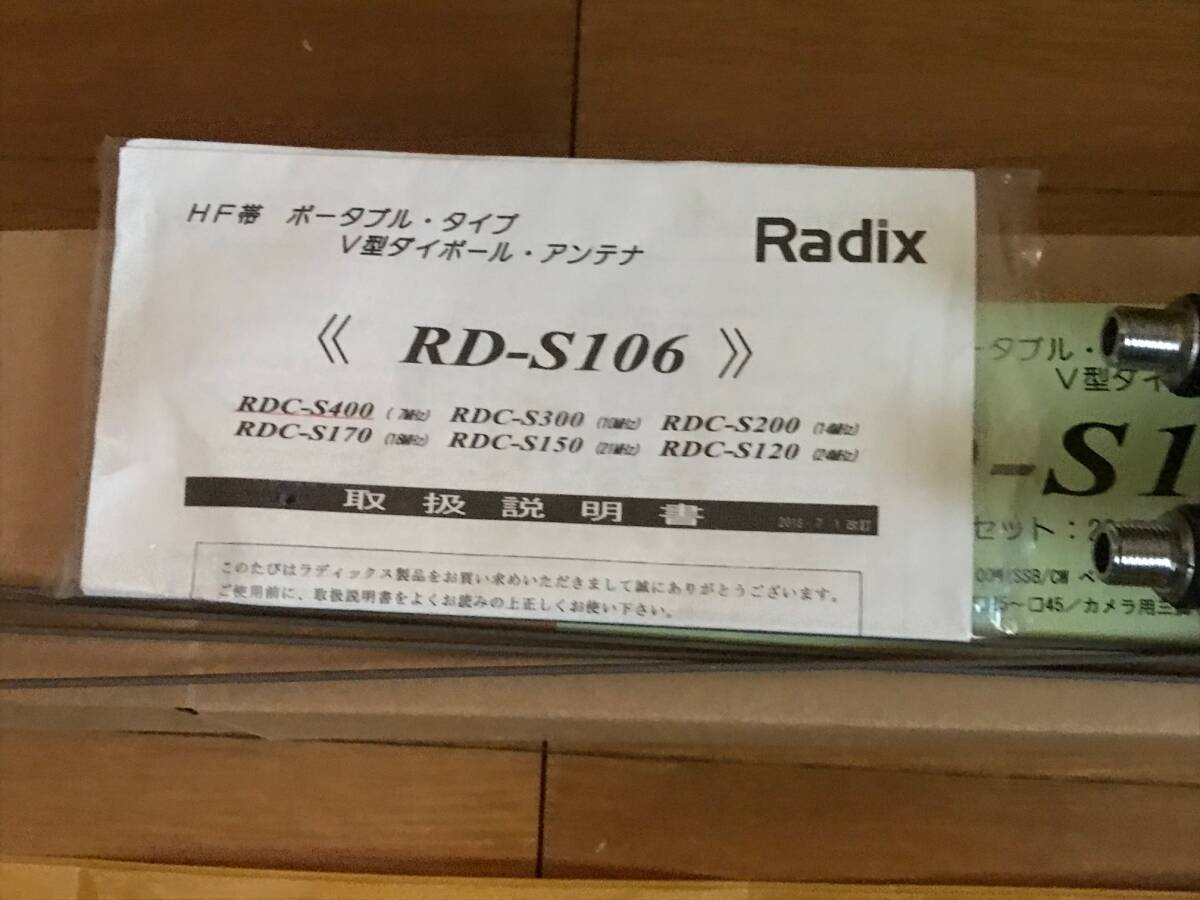 HF帯 ポータブル・タイプ
V型ダイポール・アンテナ
Radix
《 RD-S106 》
RDC-S400 (7MHz) RDC-S300 (10MHz) RDC-S200 (14MHz)
RDC-S170 (18MHz) RDC-S150 (21MHz) RDC-S120 (24MHz)
取扱説明書
このたびはラディックス製品をお買い求めいただきまして誠にありがとうございます。
ご使用前に、取扱説明書をよくお読みの上正しくお使い下さい。
ータブル・
V型ダイ
-S1
セット：2
00W/SSB/CW ベ
~□45／カメラ用三